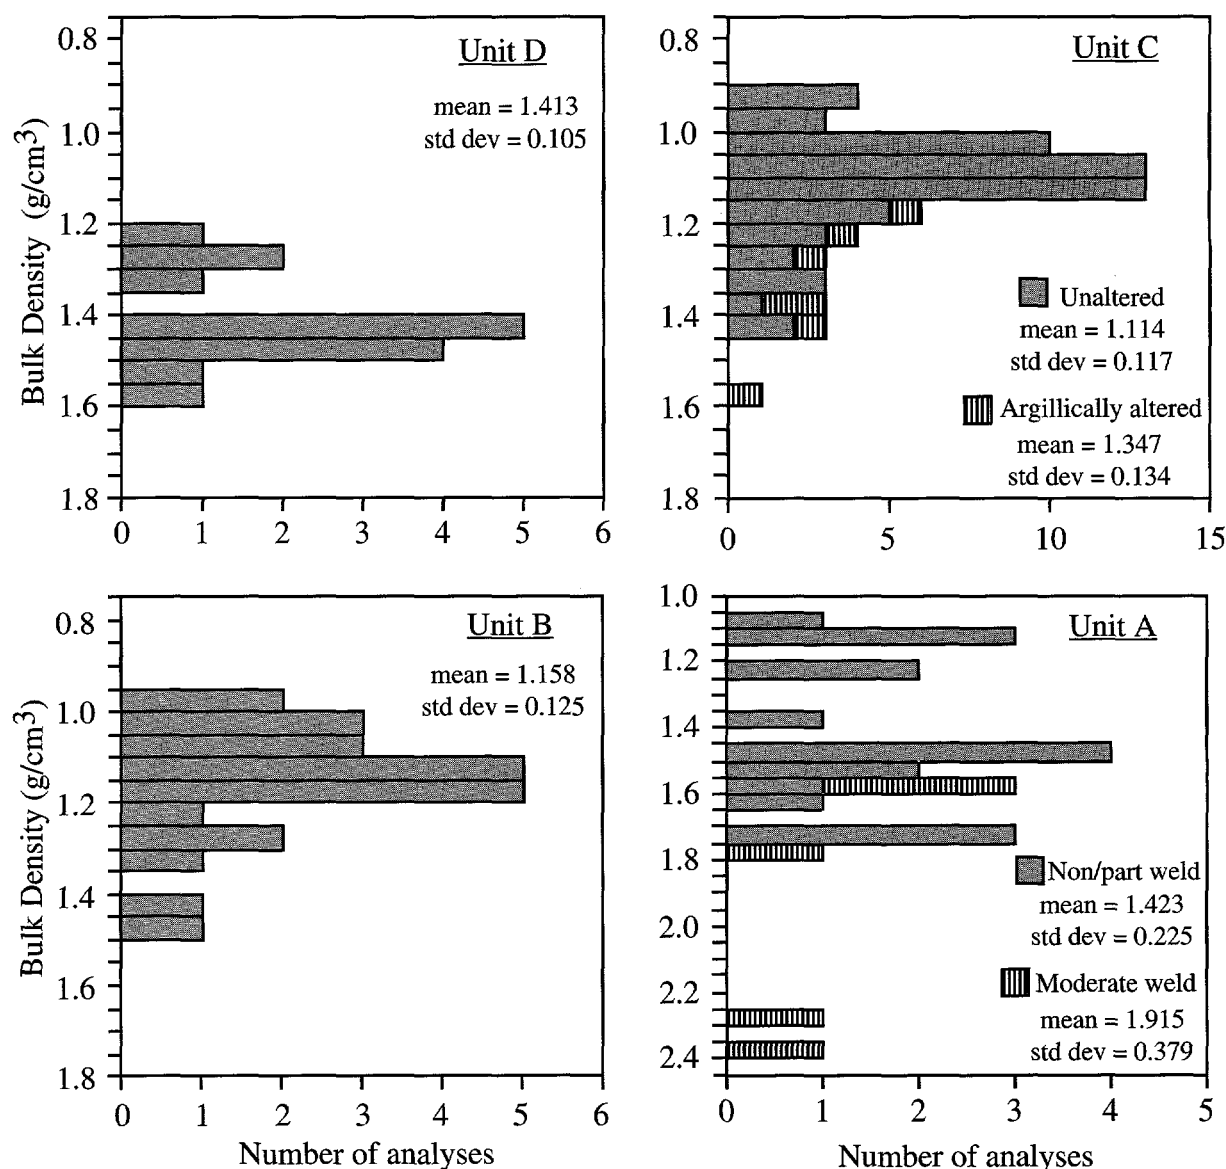 Unit D
mean = 1.413
std dev = 0.105
Bulk Density (g/cm³)
0.8
1.0
1.2
1.4
1.6
1.8
0 1 2 3 4 5 6
Unit C
0.8
1.0
1.2
1.4
1.6
1.8
Unaltered
mean = 1.114
std dev = 0.117
Argillically altered
mean = 1.347
std dev = 0.134
0 5 10 15
Unit B
mean = 1.158
std dev = 0.125
Bulk Density (g/cm³)
0.8
1.0
1.2
1.4
1.6
1.8
0 1 2 3 4 5 6
Number of analyses
Unit A
1.0
1.2
1.4
1.6
1.8
2.0
2.2
2.4
Non/part weld
mean = 1.423
std dev = 0.225
Moderate weld
mean = 1.915
std dev = 0.379
0 1 2 3 4 5
Number of analyses